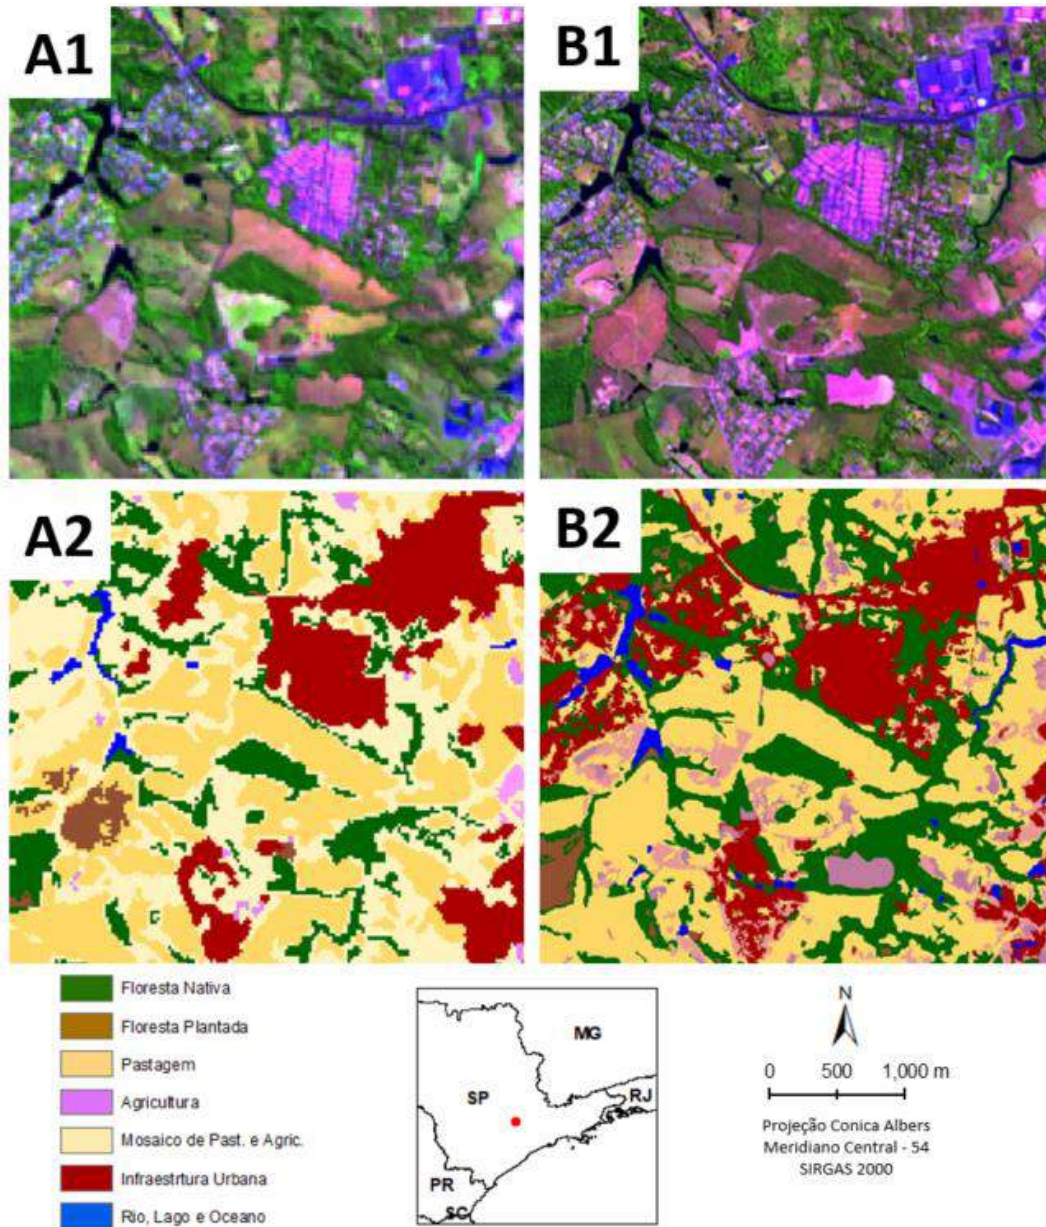 A1
B1
A2
B2
Floresta Nativa
Floresta Plantada
Pastagem
Agricultura
Mosaico de Past. e Agric.
Infraestrtura Urbana
Rio, Lago e Oceano
MG
SP
RJ
PR
SC
N
0 500 1,000 m
Projeção Conica Albers
Meridiano Central - 54
SIRGAS 2000